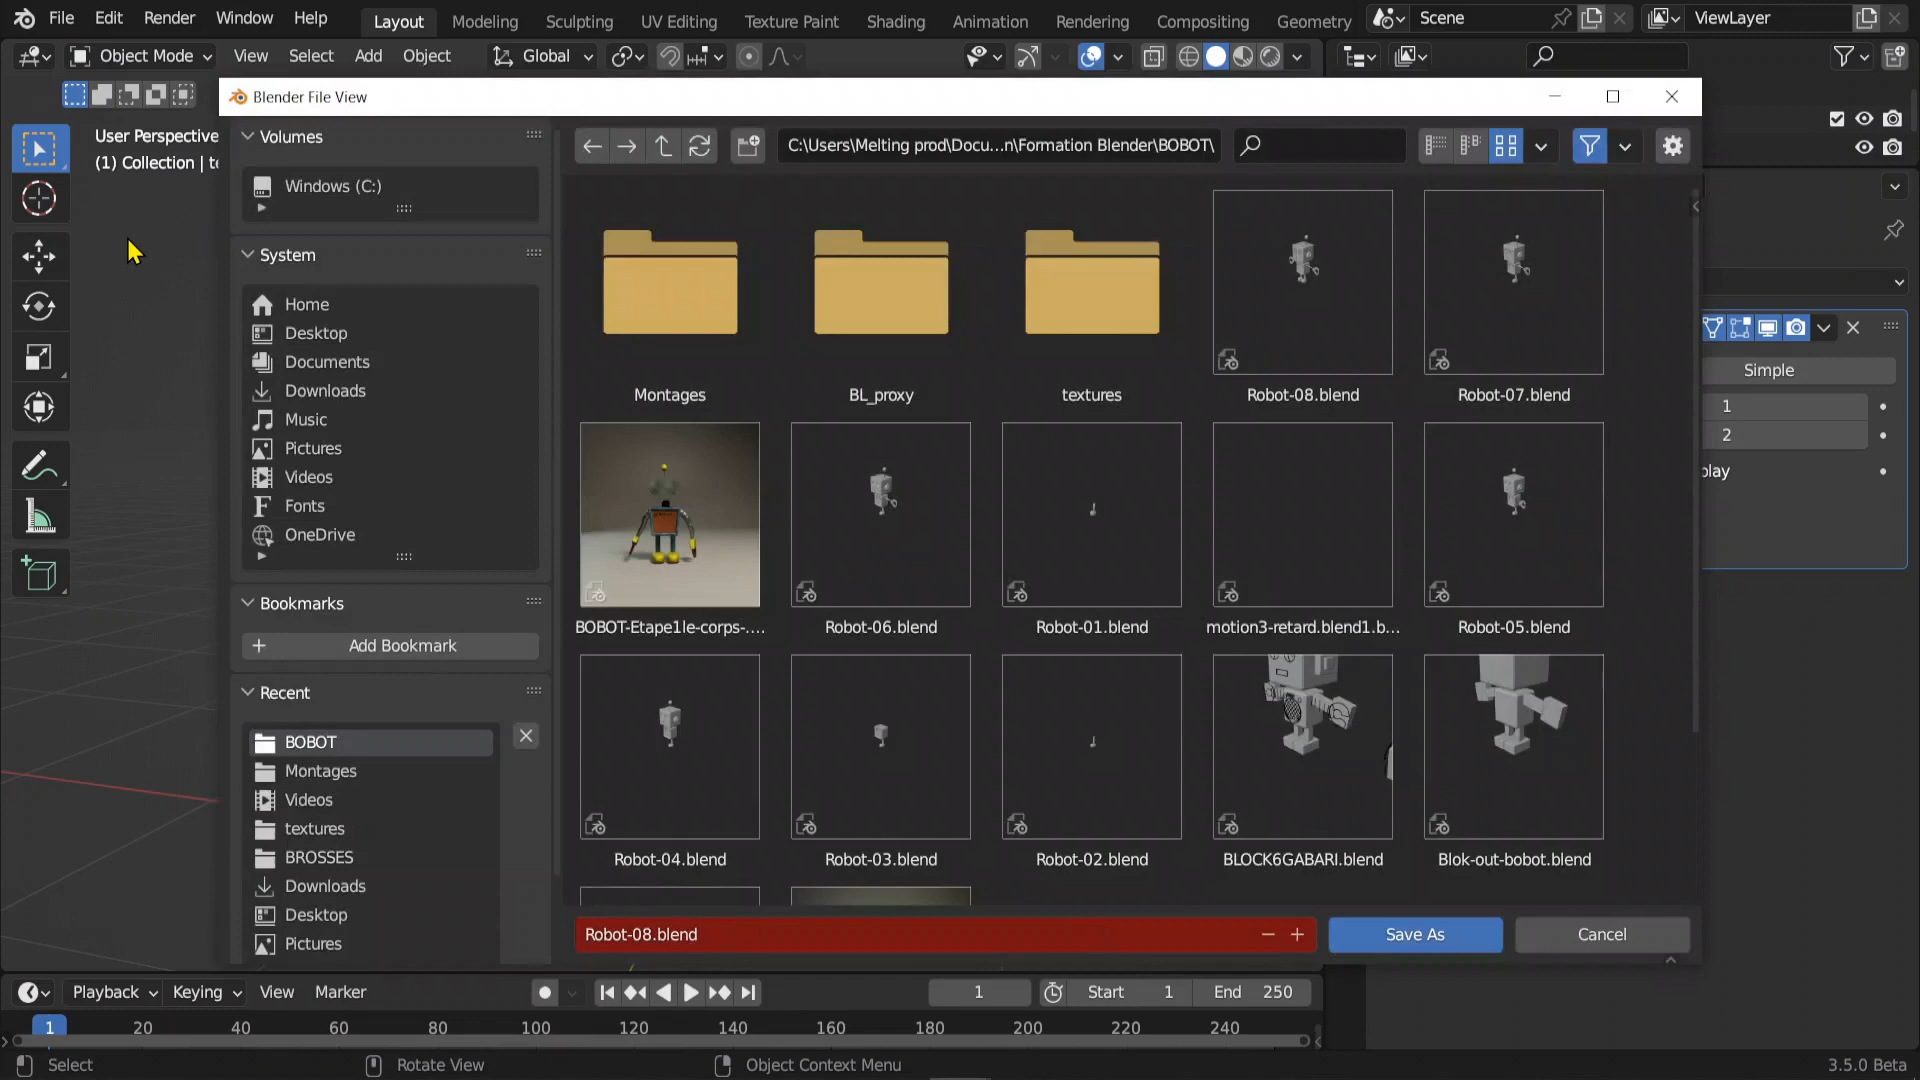 File Edit Render Window Help Layout Modeling Sculpting UV Editing Texture Paint Shading Animation Rendering Compositing Geometry Scene ViewLayer
Object Mode View Select Add Object Global
Blender File View
User Perspective
(1) Collection | te
Volumes
Windows (C:)
System
Home
Desktop
Documents
Downloads
Music
Pictures
Videos
Fonts
OneDrive
Bookmarks
Add Bookmark
Recent
BOBOT
Montages
Videos
textures
BROSSES
Downloads
Desktop
Pictures
C:\Users\Melting prod\Docu...n\Formation Blender\BOBOT\
Montages BL_proxy textures Robot-08.blend Robot-07.blend
BOBOT-Etape1le-corps-.... Robot-06.blend Robot-01.blend motion3-retard.blend1.b... Robot-05.blend
Robot-04.blend Robot-03.blend Robot-02.blend BLOCK6GABARI.blend Blok-out-bobot.blend
Robot-08.blend Save As Cancel
Simple
1
2
play
Playback Keying View Marker 1 Start 1 End 250
1 20 40 60 80 100 120 140 160 180 200 220 240
Select Rotate View Object Context Menu 3.5.0 Beta